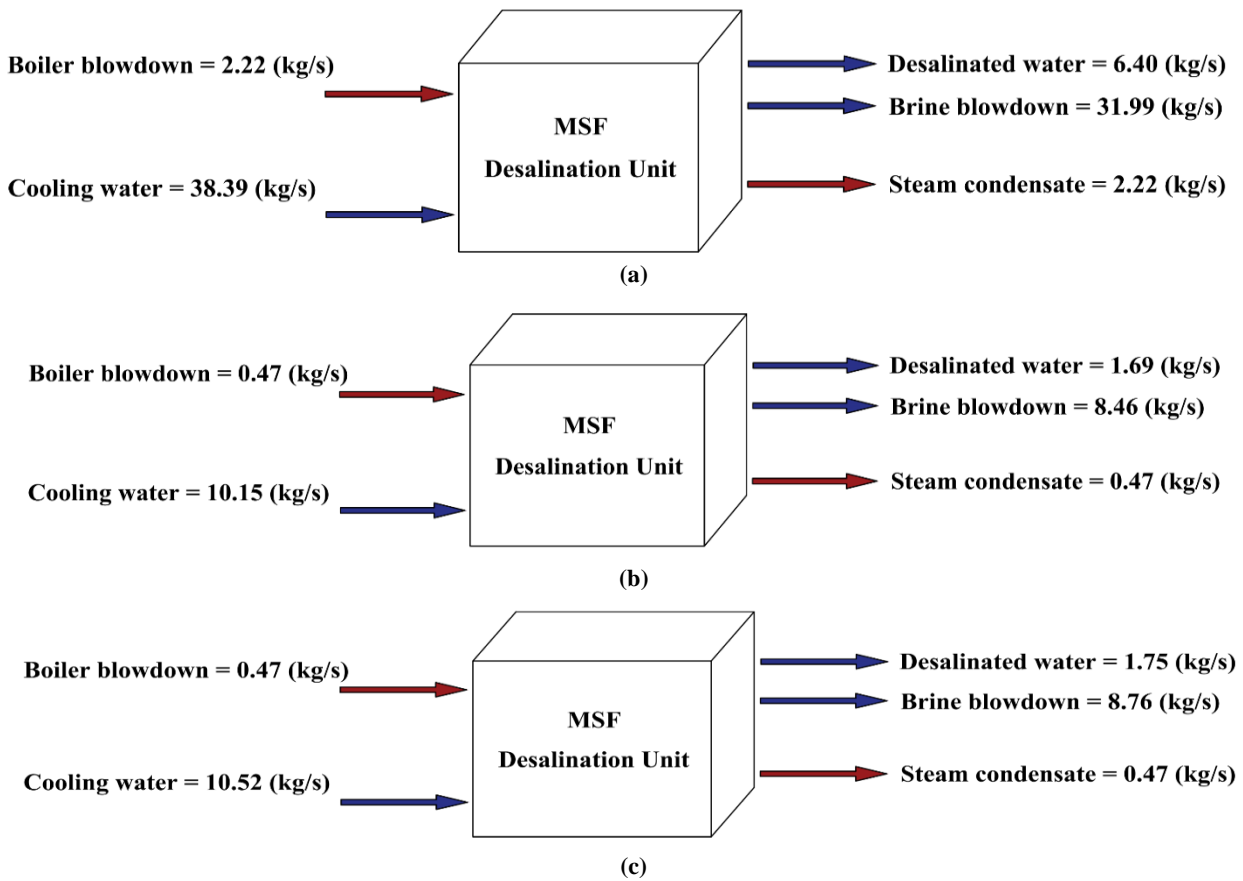 Boiler blowdown = 2.22 (kg/s)
Cooling water = 38.39 (kg/s)
MSF
Desalination Unit
Desalinated water = 6.40 (kg/s)
Brine blowdown = 31.99 (kg/s)
Steam condensate = 2.22 (kg/s)
(a)
Boiler blowdown = 0.47 (kg/s)
Cooling water = 10.15 (kg/s)
MSF
Desalination Unit
Desalinated water = 1.69 (kg/s)
Brine blowdown = 8.46 (kg/s)
Steam condensate = 0.47 (kg/s)
(b)
Boiler blowdown = 0.47 (kg/s)
Cooling water = 10.52 (kg/s)
MSF
Desalination Unit
Desalinated water = 1.75 (kg/s)
Brine blowdown = 8.76 (kg/s)
Steam condensate = 0.47 (kg/s)
(c)